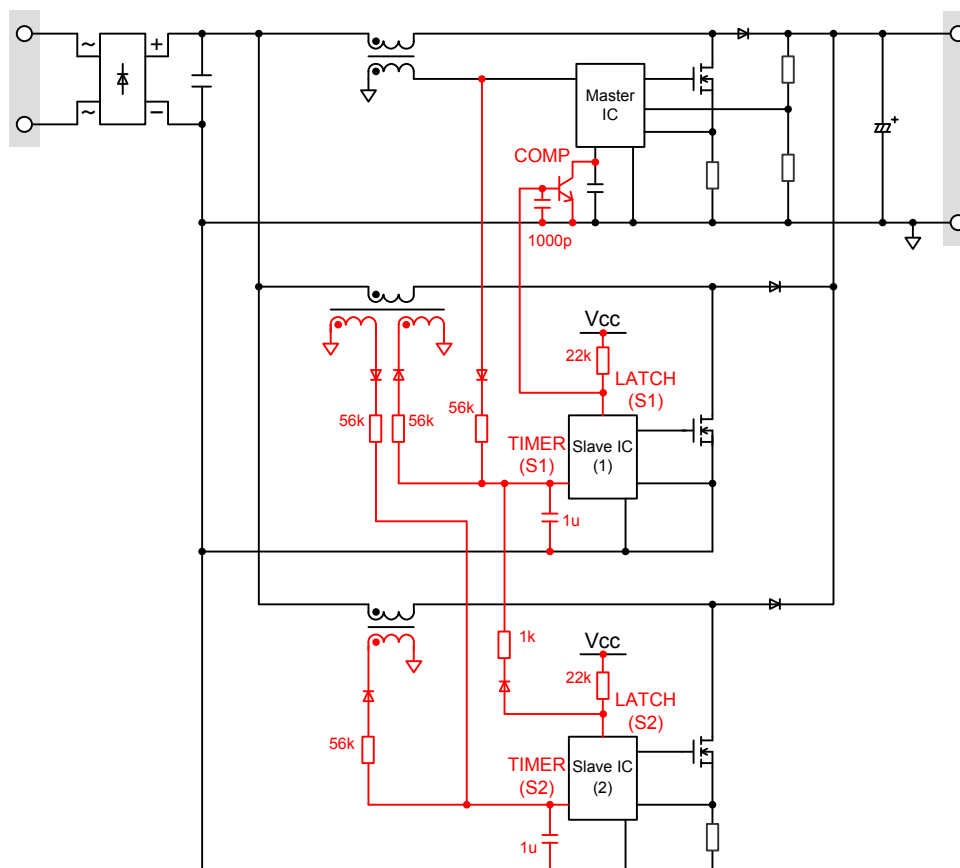 ~
+
~
−
Master
IC
COMP
1000p
+
Vcc
22k
LATCH
(S1)
56k
56k
56k
TIMER
(S1)
Slave IC
(1)
1u
1k
Vcc
22k
LATCH
(S2)
56k
TIMER
(S2)
Slave IC
(2)
1u